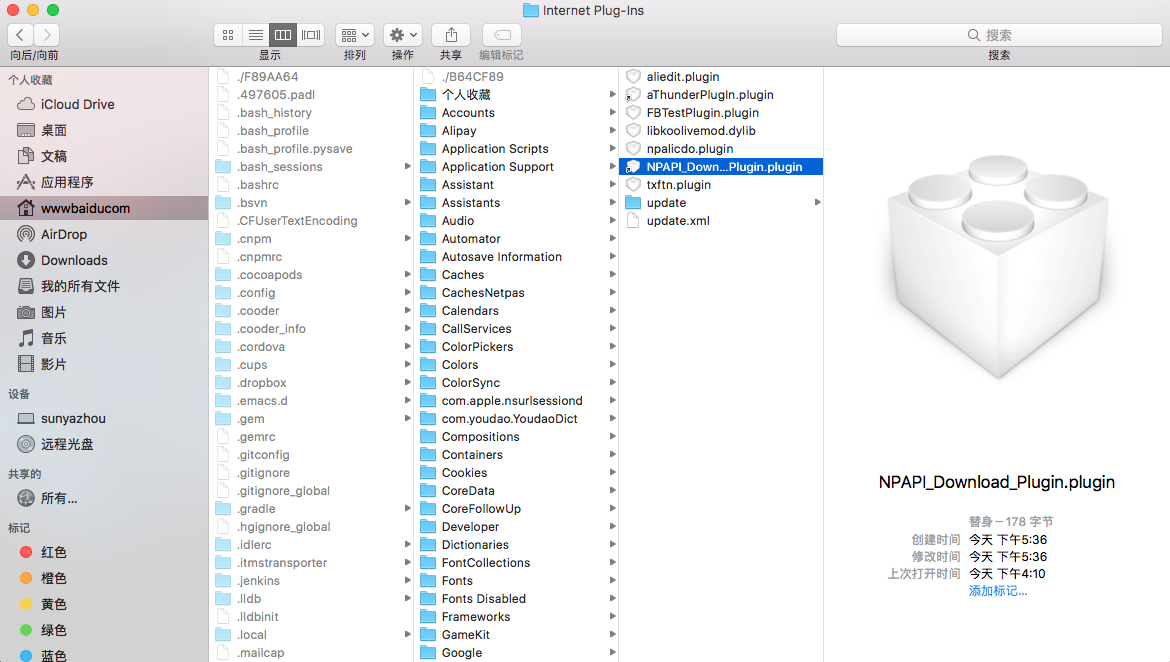 Internet Plug-Ins
向后/向前
显示
排列
操作
共享
编辑标记
搜索
搜索
个人收藏
iCloud Drive
桌面
文稿
应用程序
wwwbaiducom
AirDrop
Downloads
我的所有文件
图片
音乐
影片
设备
sunyazhou
远程光盘
共享的
所有...
标记
红色
橙色
黄色
绿色
蓝色
./F89AA64
.497605.padl
.bash_history
.bash_profile
.bash_profile.pysave
.bash_sessions
.bashrc
.bsvn
.CFUserTextEncoding
.cnpm
.cnpmrc
.cocoapods
.config
.cooder
.cooder_info
.cordova
.cups
.dropbox
.emacs.d
.gem
.gemrc
.gitconfig
.gitignore
.gitignore_global
.gradle
.hgignore_global
.idlerc
.itmstransporter
.jenkins
.lldb
.lldbinit
.local
.mailcap
./B64CF89
个人收藏
Accounts
Alipay
Application Scripts
Application Support
Assistant
Assistants
Audio
Automator
Autosave Information
Caches
CachesNetpas
Calendars
CallServices
ColorPickers
Colors
ColorSync
com.apple.nsurlsessiond
com.youdao.YoudaoDict
Compositions
Containers
Cookies
CoreData
CoreFollowUp
Developer
Dictionaries
FontCollections
Fonts
Fonts Disabled
Frameworks
GameKit
Google
aliedit.plugin
aThunderPlugIn.plugin
FBTestPlugin.plugin
libkoolivemod.dylib
npalicdo.plugin
NPAPI_Down...Plugin.plugin
txftn.plugin
update
update.xml
NPAPI_Download_Plugin.plugin
替身 – 178 字节
创建时间 今天 下午5:36
修改时间 今天 下午5:36
上次打开时间 今天 下午4:10
添加标记...